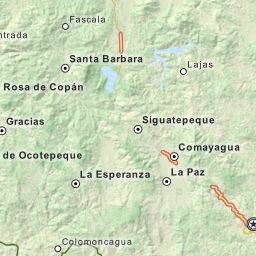 Fascala
ntrada
Santa Barbara
Lajas
Rosa de Copán
Gracias
Siguatepeque
Comayagua
de Ocotepeque
La Paz
La Esperanza
Colomoncagua